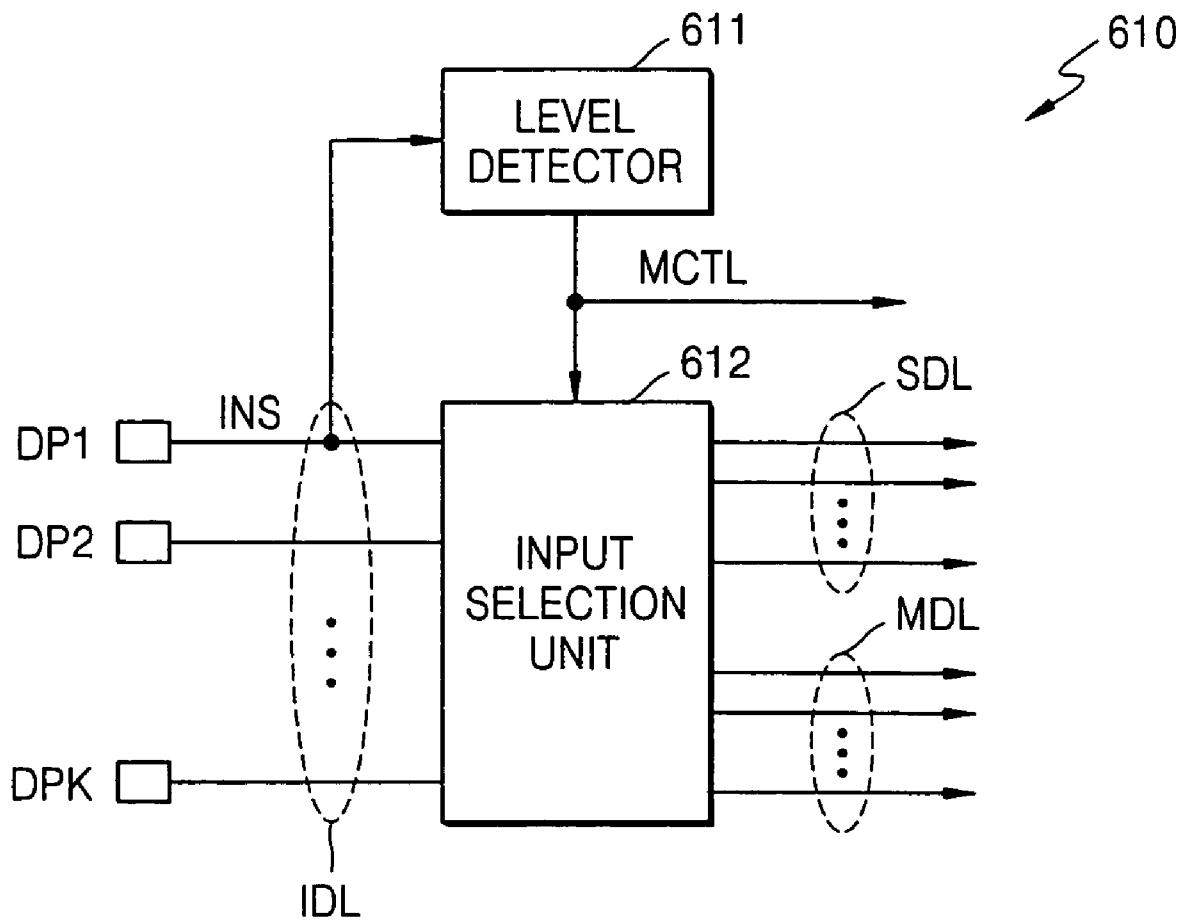 611
610
LEVEL
DETECTOR
MCTL
612
SDL
INS
DP1
DP2
INPUT
SELECTION
UNIT
MDL
DPK
IDL